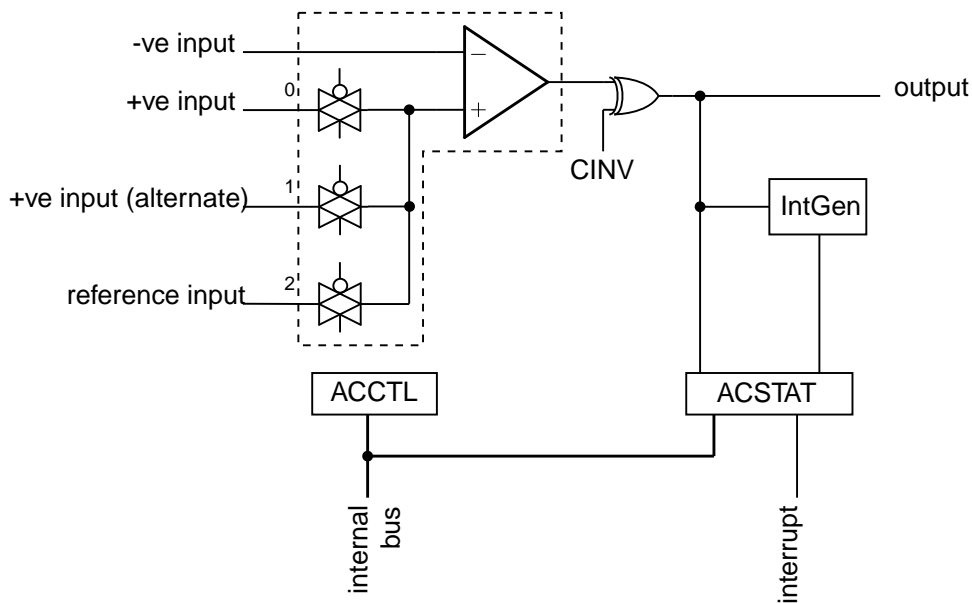 -ve input
+ve input
0
+ve input (alternate)
1
reference input
2
−
+
CINV
output
IntGen
ACCTL
ACSTAT
internal
bus
interrupt